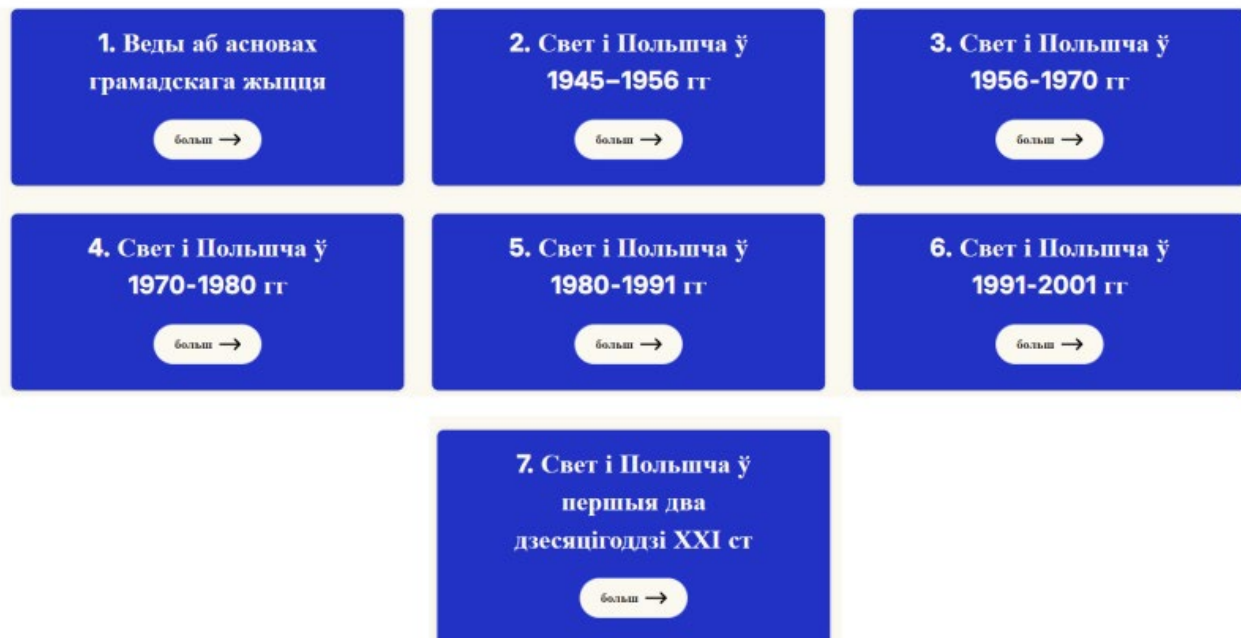 1. Веды аб асновах
грамадскага жыцця
больш
2. Свет і Польшча ў
1945–1956 гг
больш
3. Свет і Польшча ў
1956-1970 гг
больш
4. Свет і Польшча ў
1970-1980 гг
больш
5. Свет і Польшча ў
1980-1991 гг
больш
6. Свет і Польшча ў
1991-2001 гг
больш
7. Свет і Польшча ў
першыя два
дзесяцігоддзі XXI ст
больш